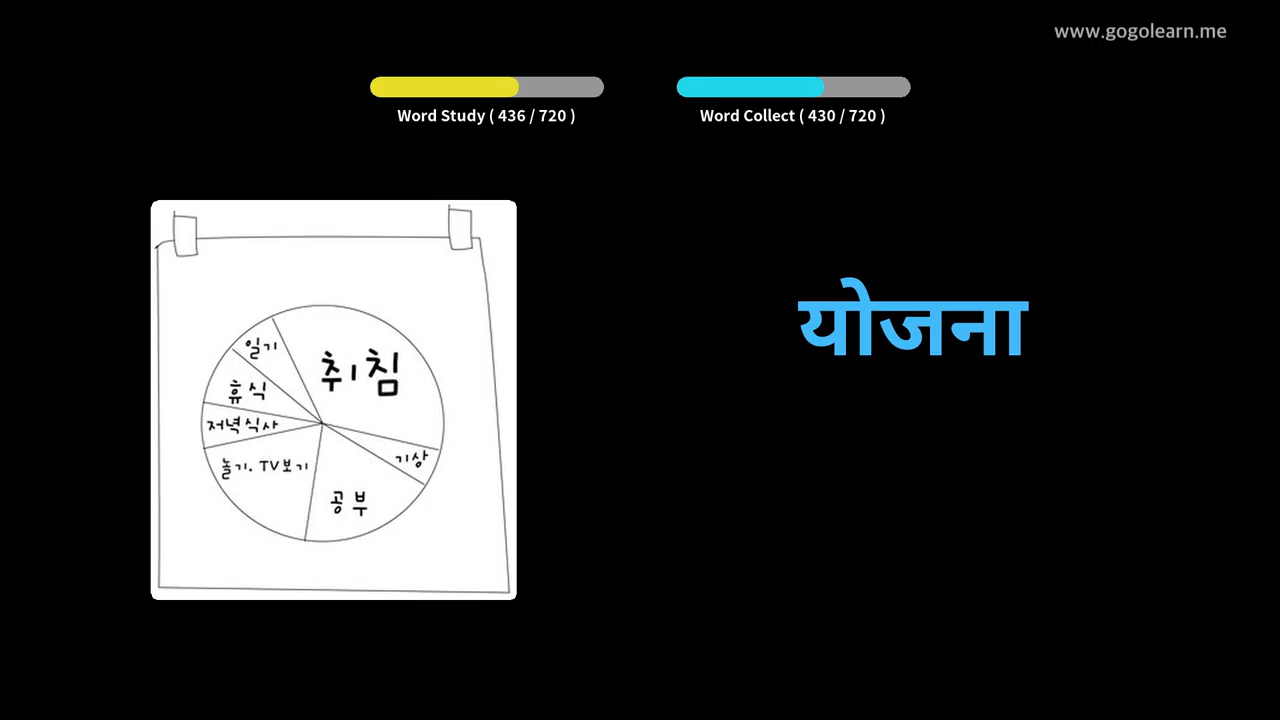 www.gogolearn.me
Word Study ( 436 / 720 )
Word Collect ( 430 / 720 )
योजना
일기
취침
휴식
저녁식사
기상
놀기. TV보기
공부